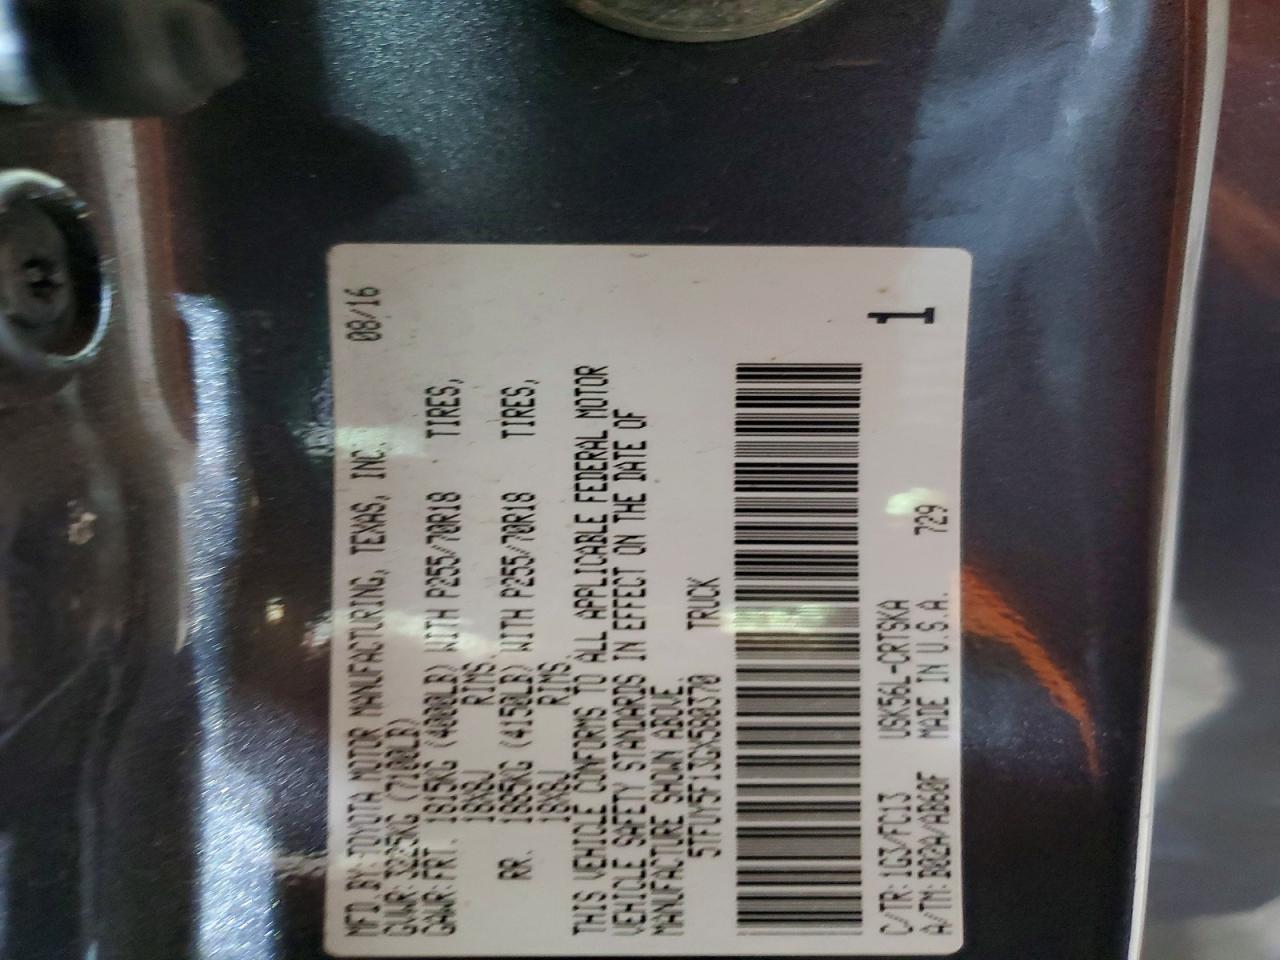 MFD.BY:TOYOTA MOTOR MANUFACTURING, TEXAS, INC. 08/16
GVWR:3225KG (7100LB)
GAWR:FRT. 1815KG (4000LB) WITH P255/70R18 TIRES,
18X8J RIMS.
RR. 1885KG (4150LB) WITH P255/70R18 TIRES,
18X8J RIMS.
THIS VEHICLE CONFORMS TO ALL APPLICABLE FEDERAL MOTOR
VEHICLE SAFETY STANDARDS IN EFFECT ON THE DATE OF
MANUFACTURE SHOWN ABOVE.
TRUCK
C/TR:1G3/FC13 USK56L-CRTSKA
A/TM:B02A/AB60F MADE IN U.S.A. 729
1